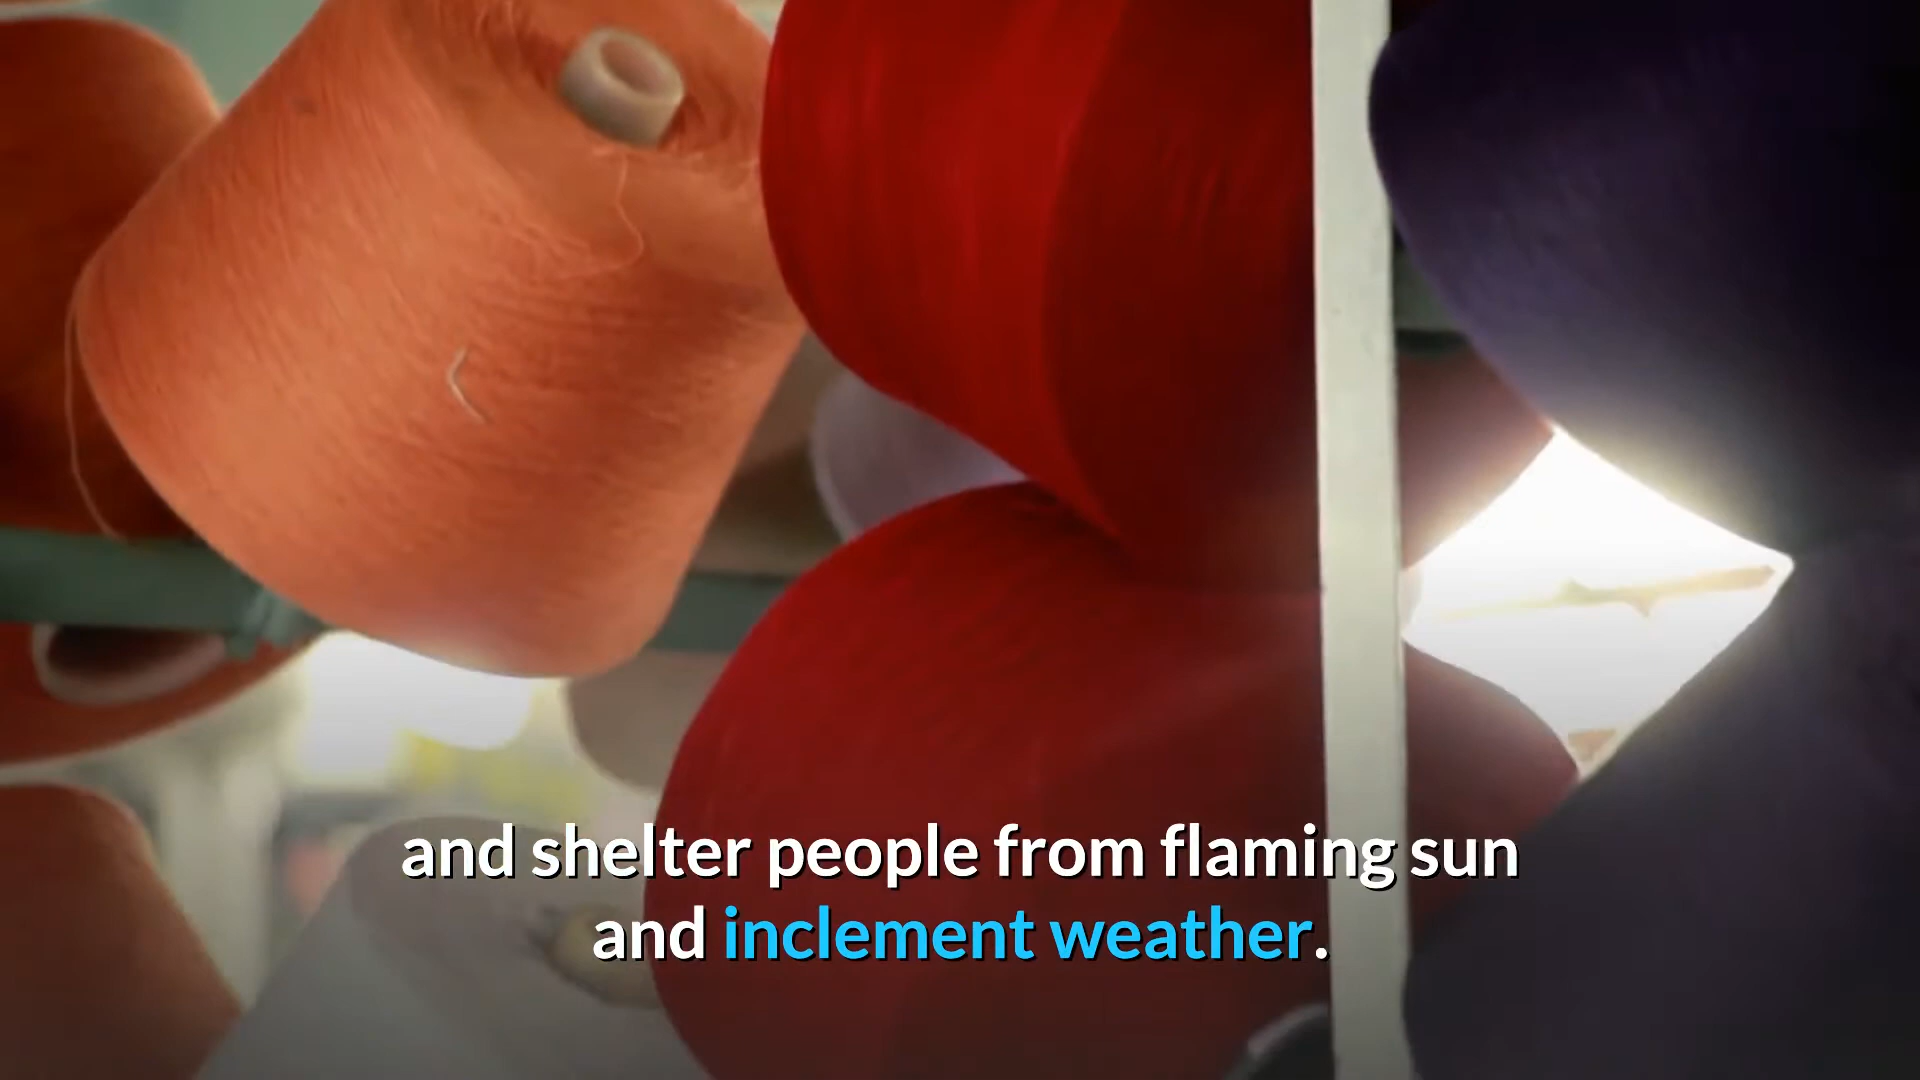 and shelter people from flaming sun
and inclement weather.